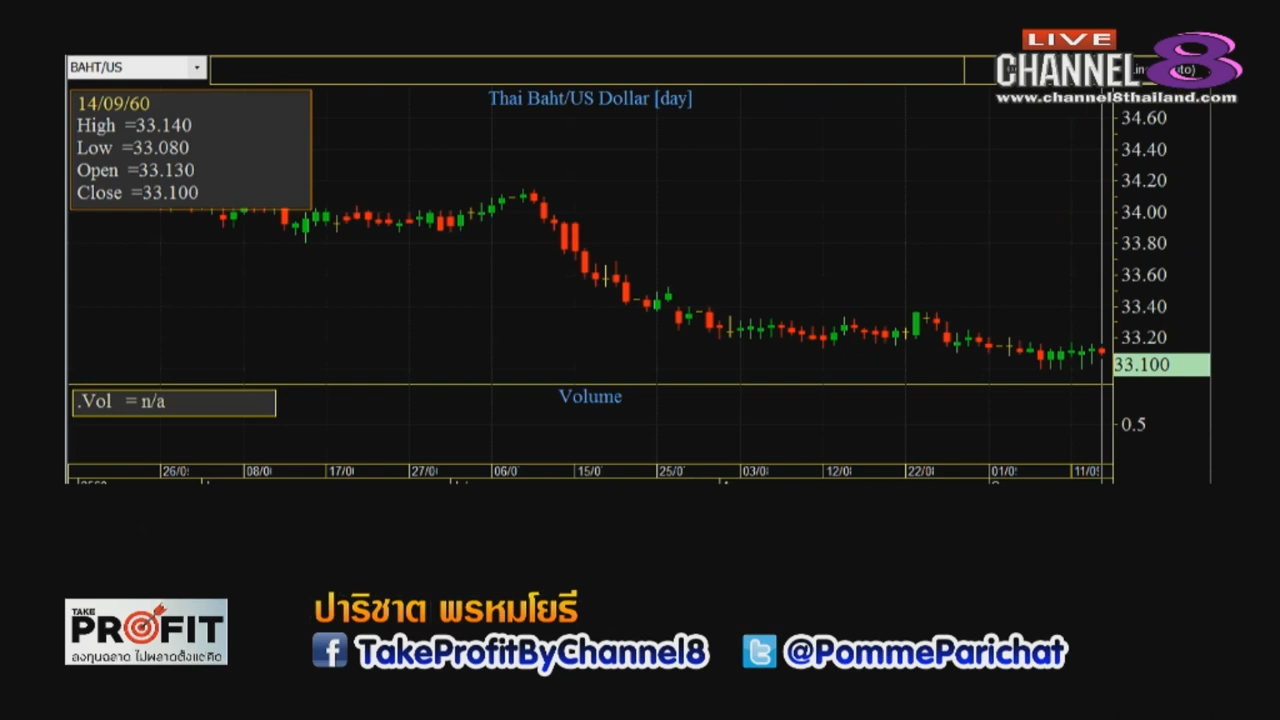 LIVE
CHANNEL 8
www.channel8thailand.com
BAHT/US
14/09/60
High =33.140
Low =33.080
Open =33.130
Close =33.100
Thai Baht/US Dollar [day]
34.60
34.40
34.20
34.00
33.80
33.60
33.40
33.20
33.100
.Vol = n/a
Volume
0.5
26/0
08/0
17/0
27/0
06/0
15/0
25/0
03/0
12/0
22/0
01/0
11/0
TAKE
PROFIT
ลงทุนฉลาด ไม่พลาดตั้งแต่คิด
ปาริชาต พรหมโยธี
TakeProfitByChannel8
@PommeParichat